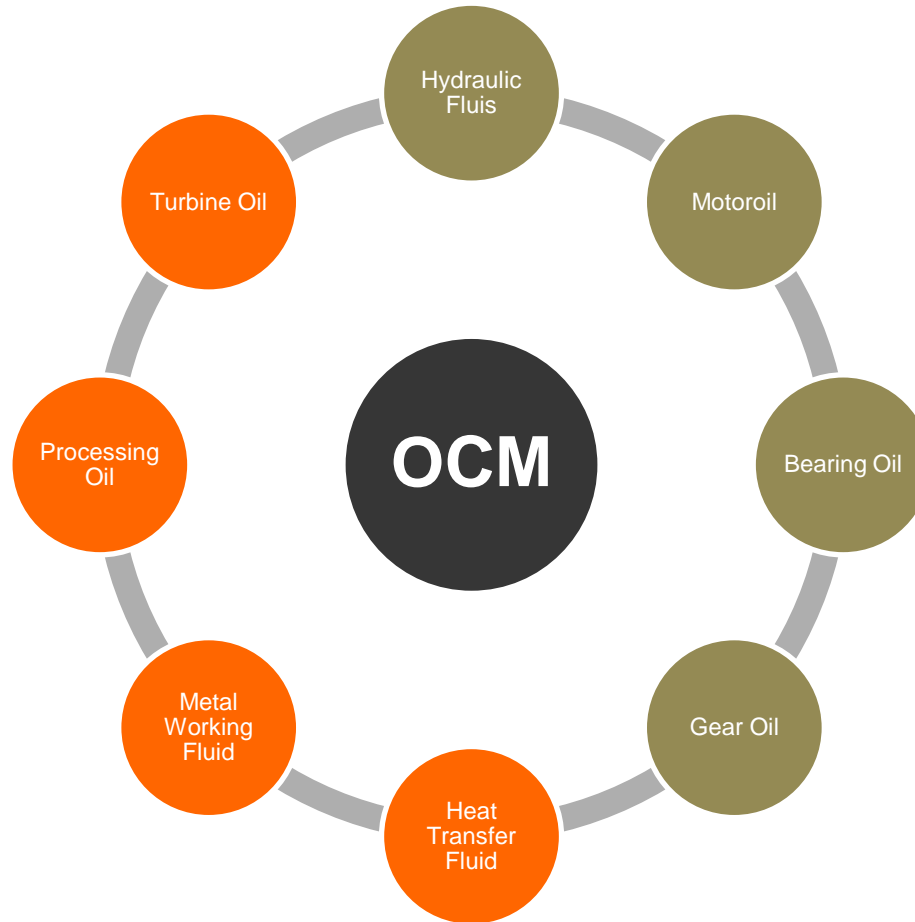 Hydraulic
Fluis
Turbine Oil
Motoroil
Processing
Oil
OCM
Bearing Oil
Metal
Working
Fluid
Gear Oil
Heat
Transfer
Fluid